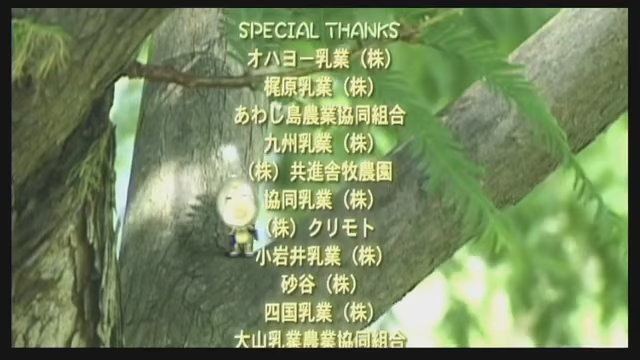 SPECIAL THANKS
オハヨー乳業（株）
梶原乳業（株）
あわじ島農業協同組合
九州乳業（株）
（株）共進舎牧農園
協同乳業（株）
（株）クリモト
小岩井乳業（株）
砂谷（株）
四国乳業（株）
大山乳業農業協同組合